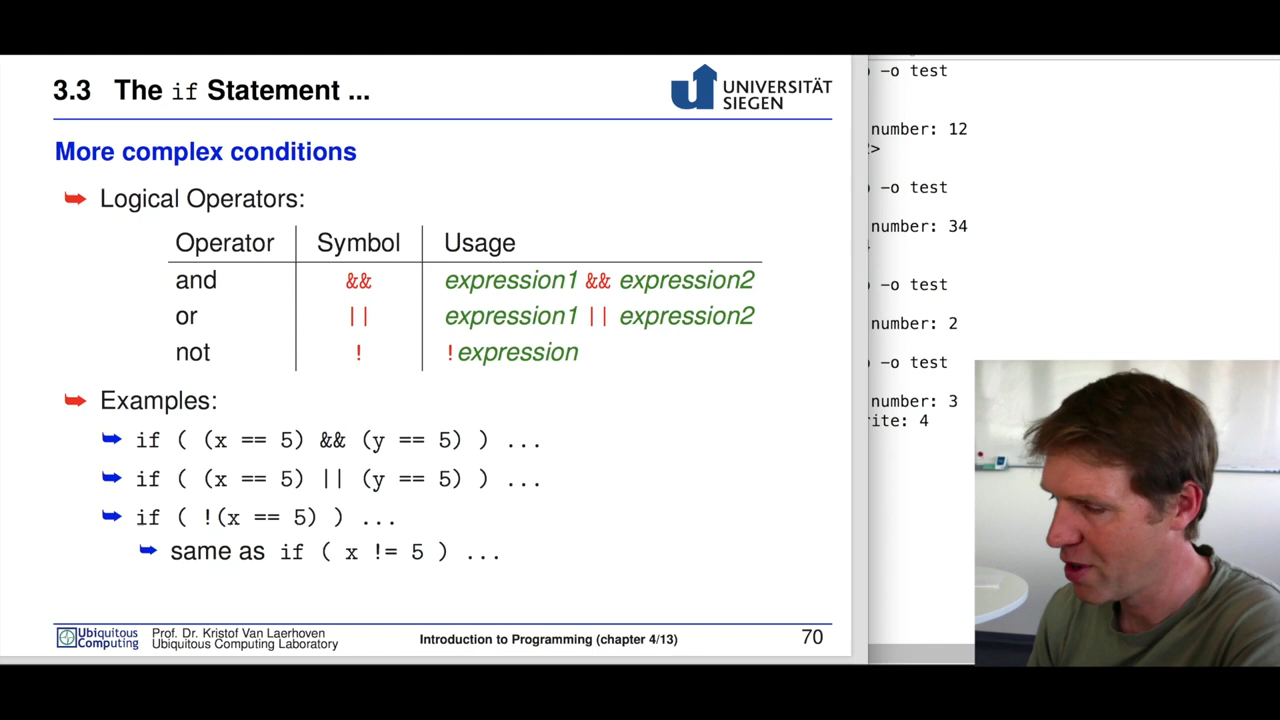 3.3 The if Statement ...
UNIVERSITÄT
SIEGEN
More complex conditions
Logical Operators:
Operator Symbol Usage
and && expression1 && expression2
or || expression1 || expression2
not ! !expression
Examples:
if ( (x == 5) && (y == 5) ) ...
if ( (x == 5) || (y == 5) ) ...
if ( !(x == 5) ) ...
same as if ( x != 5 ) ...
Ubiquitous
Computing
Prof. Dr. Kristof Van Laerhoven
Ubiquitous Computing Laboratory
Introduction to Programming (chapter 4/13)
70
-o test
number: 12
>
-o test
number: 34
-o test
number: 2
-o test
number: 3
rite: 4